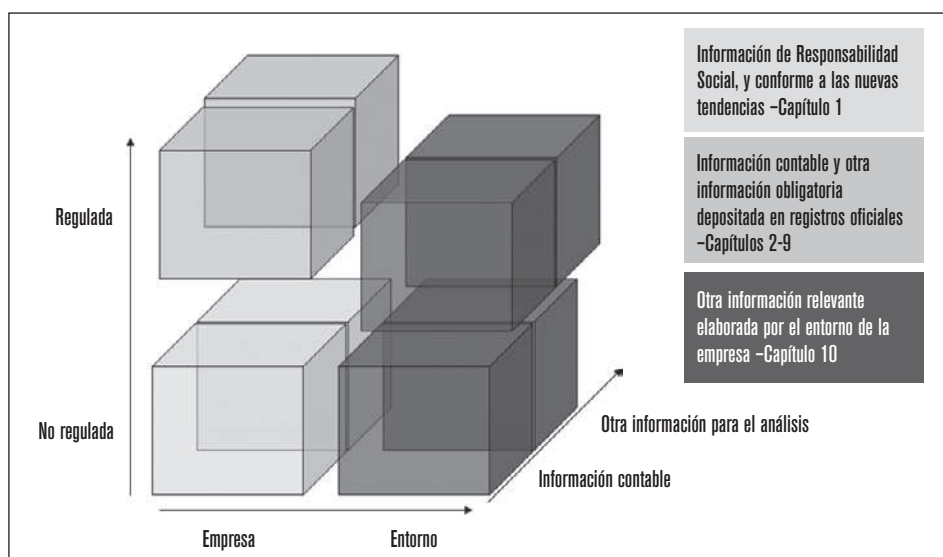 Información de Responsabilidad
Social, y conforme a las nuevas
tendencias –Capítulo 1
Información contable y otra
información obligatoria
depositada en registros oficiales
–Capítulos 2-9
Otra información relevante
elaborada por el entorno de la
empresa –Capítulo 10
Regulada
No regulada
Otra información para el análisis
Información contable
Empresa
Entorno